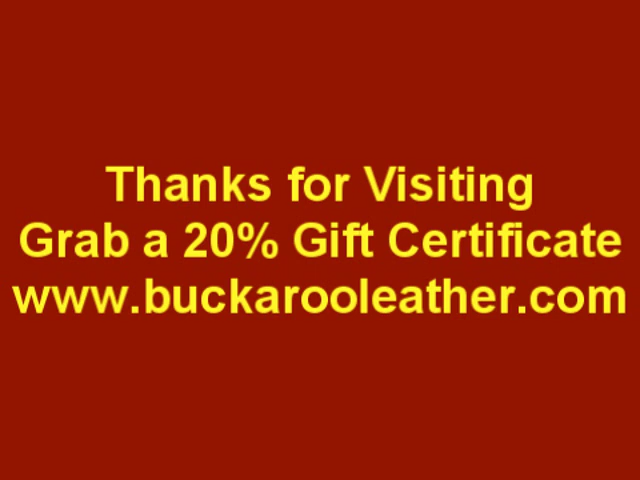 Thanks for Visiting
Grab a 20% Gift Certificate
www.buckarooleather.com